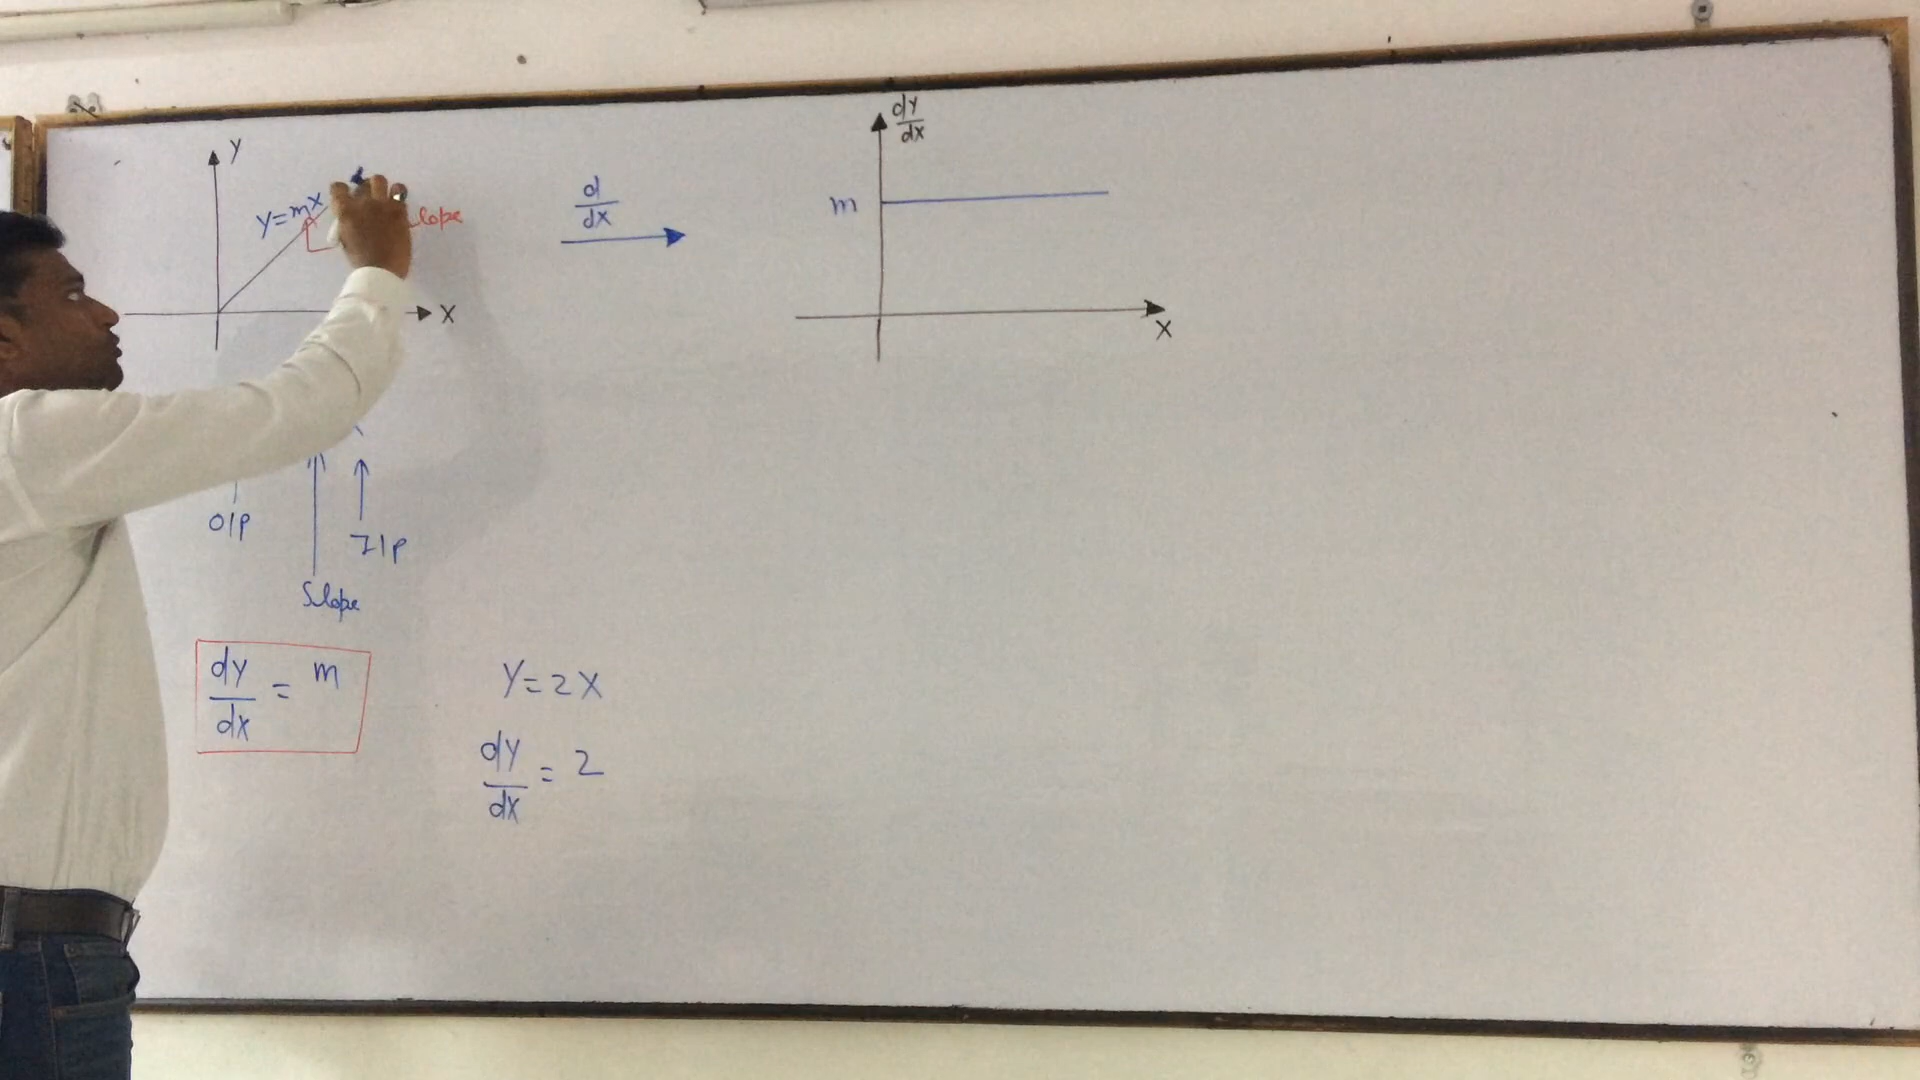 Y
Y=mX
Slope
X
d
dx
dY
dx
m
X
O/P
I/P
Slope
dY
dx
= m
Y=2X
dY
dx
= 2